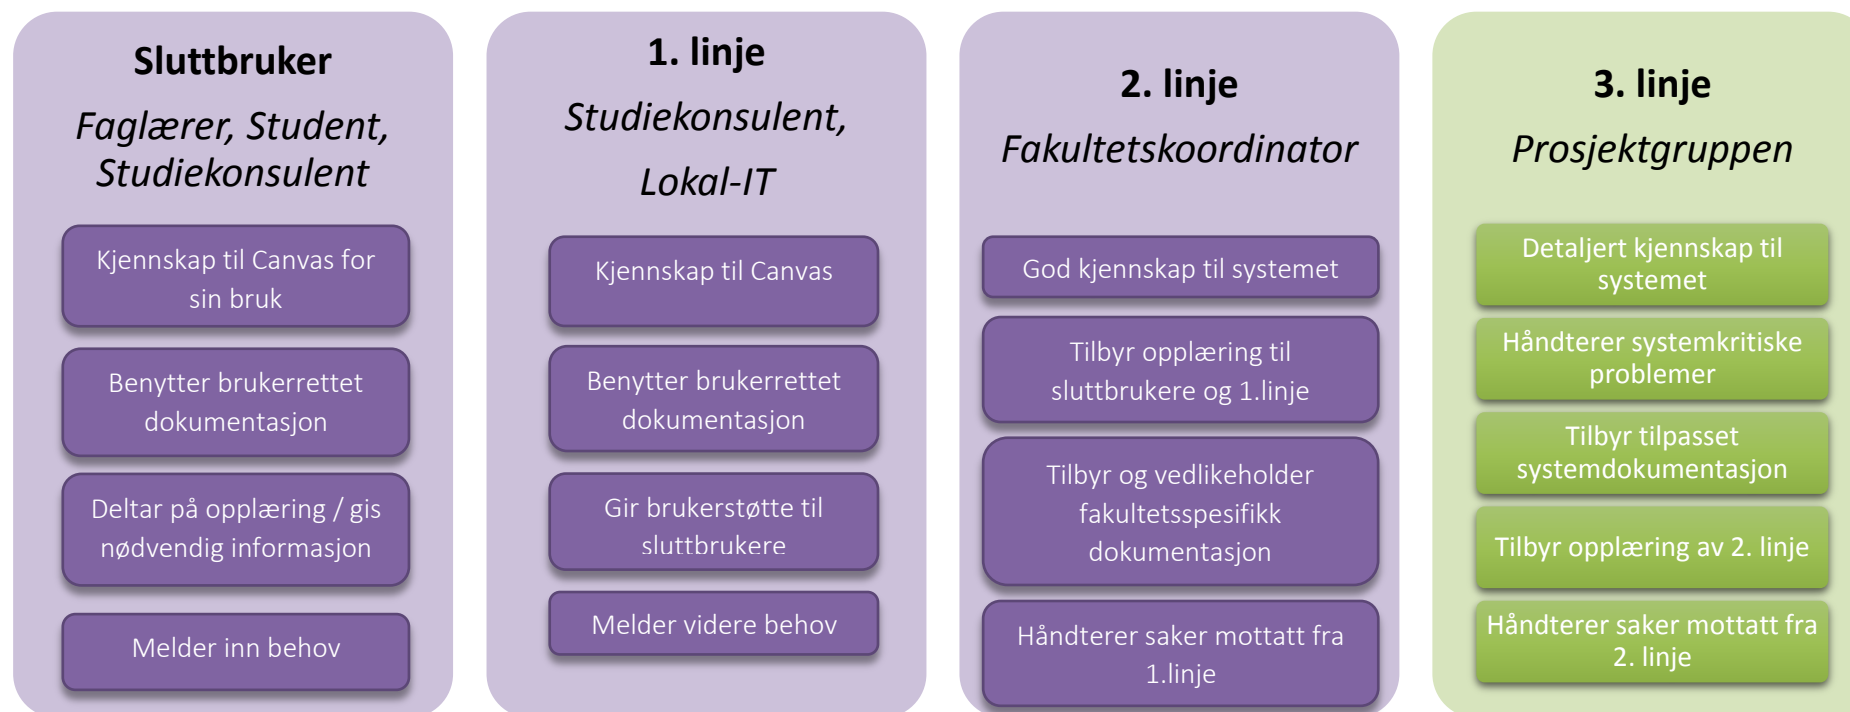 Sluttbruker
Faglærer, Student,
Studiekonsulent
Kjennskap til Canvas for
sin bruk
Benytter brukerrettet
dokumentasjon
Deltar på opplæring / gis
nødvendig informasjon
Melder inn behov
1. linje
Studiekonsulent,
Lokal-IT
Kjennskap til Canvas
Benytter brukerrettet
dokumentasjon
Gir brukerstøtte til
sluttbrukere
Melder videre behov
2. linje
Fakultetskoordinator
God kjennskap til systemet
Tilbyr opplæring til
sluttbrukere og 1.linje
Tilbyr og vedlikeholder
fakultetsspesifikk
dokumentasjon
Håndterer saker mottatt fra
1.linje
3. linje
Prosjektgruppen
Detaljert kjennskap til
systemet
Håndterer systemkritiske
problemer
Tilbyr tilpasset
systemdokumentasjon
Tilbyr opplæring av 2. linje
Håndterer saker mottatt fra
2. linje